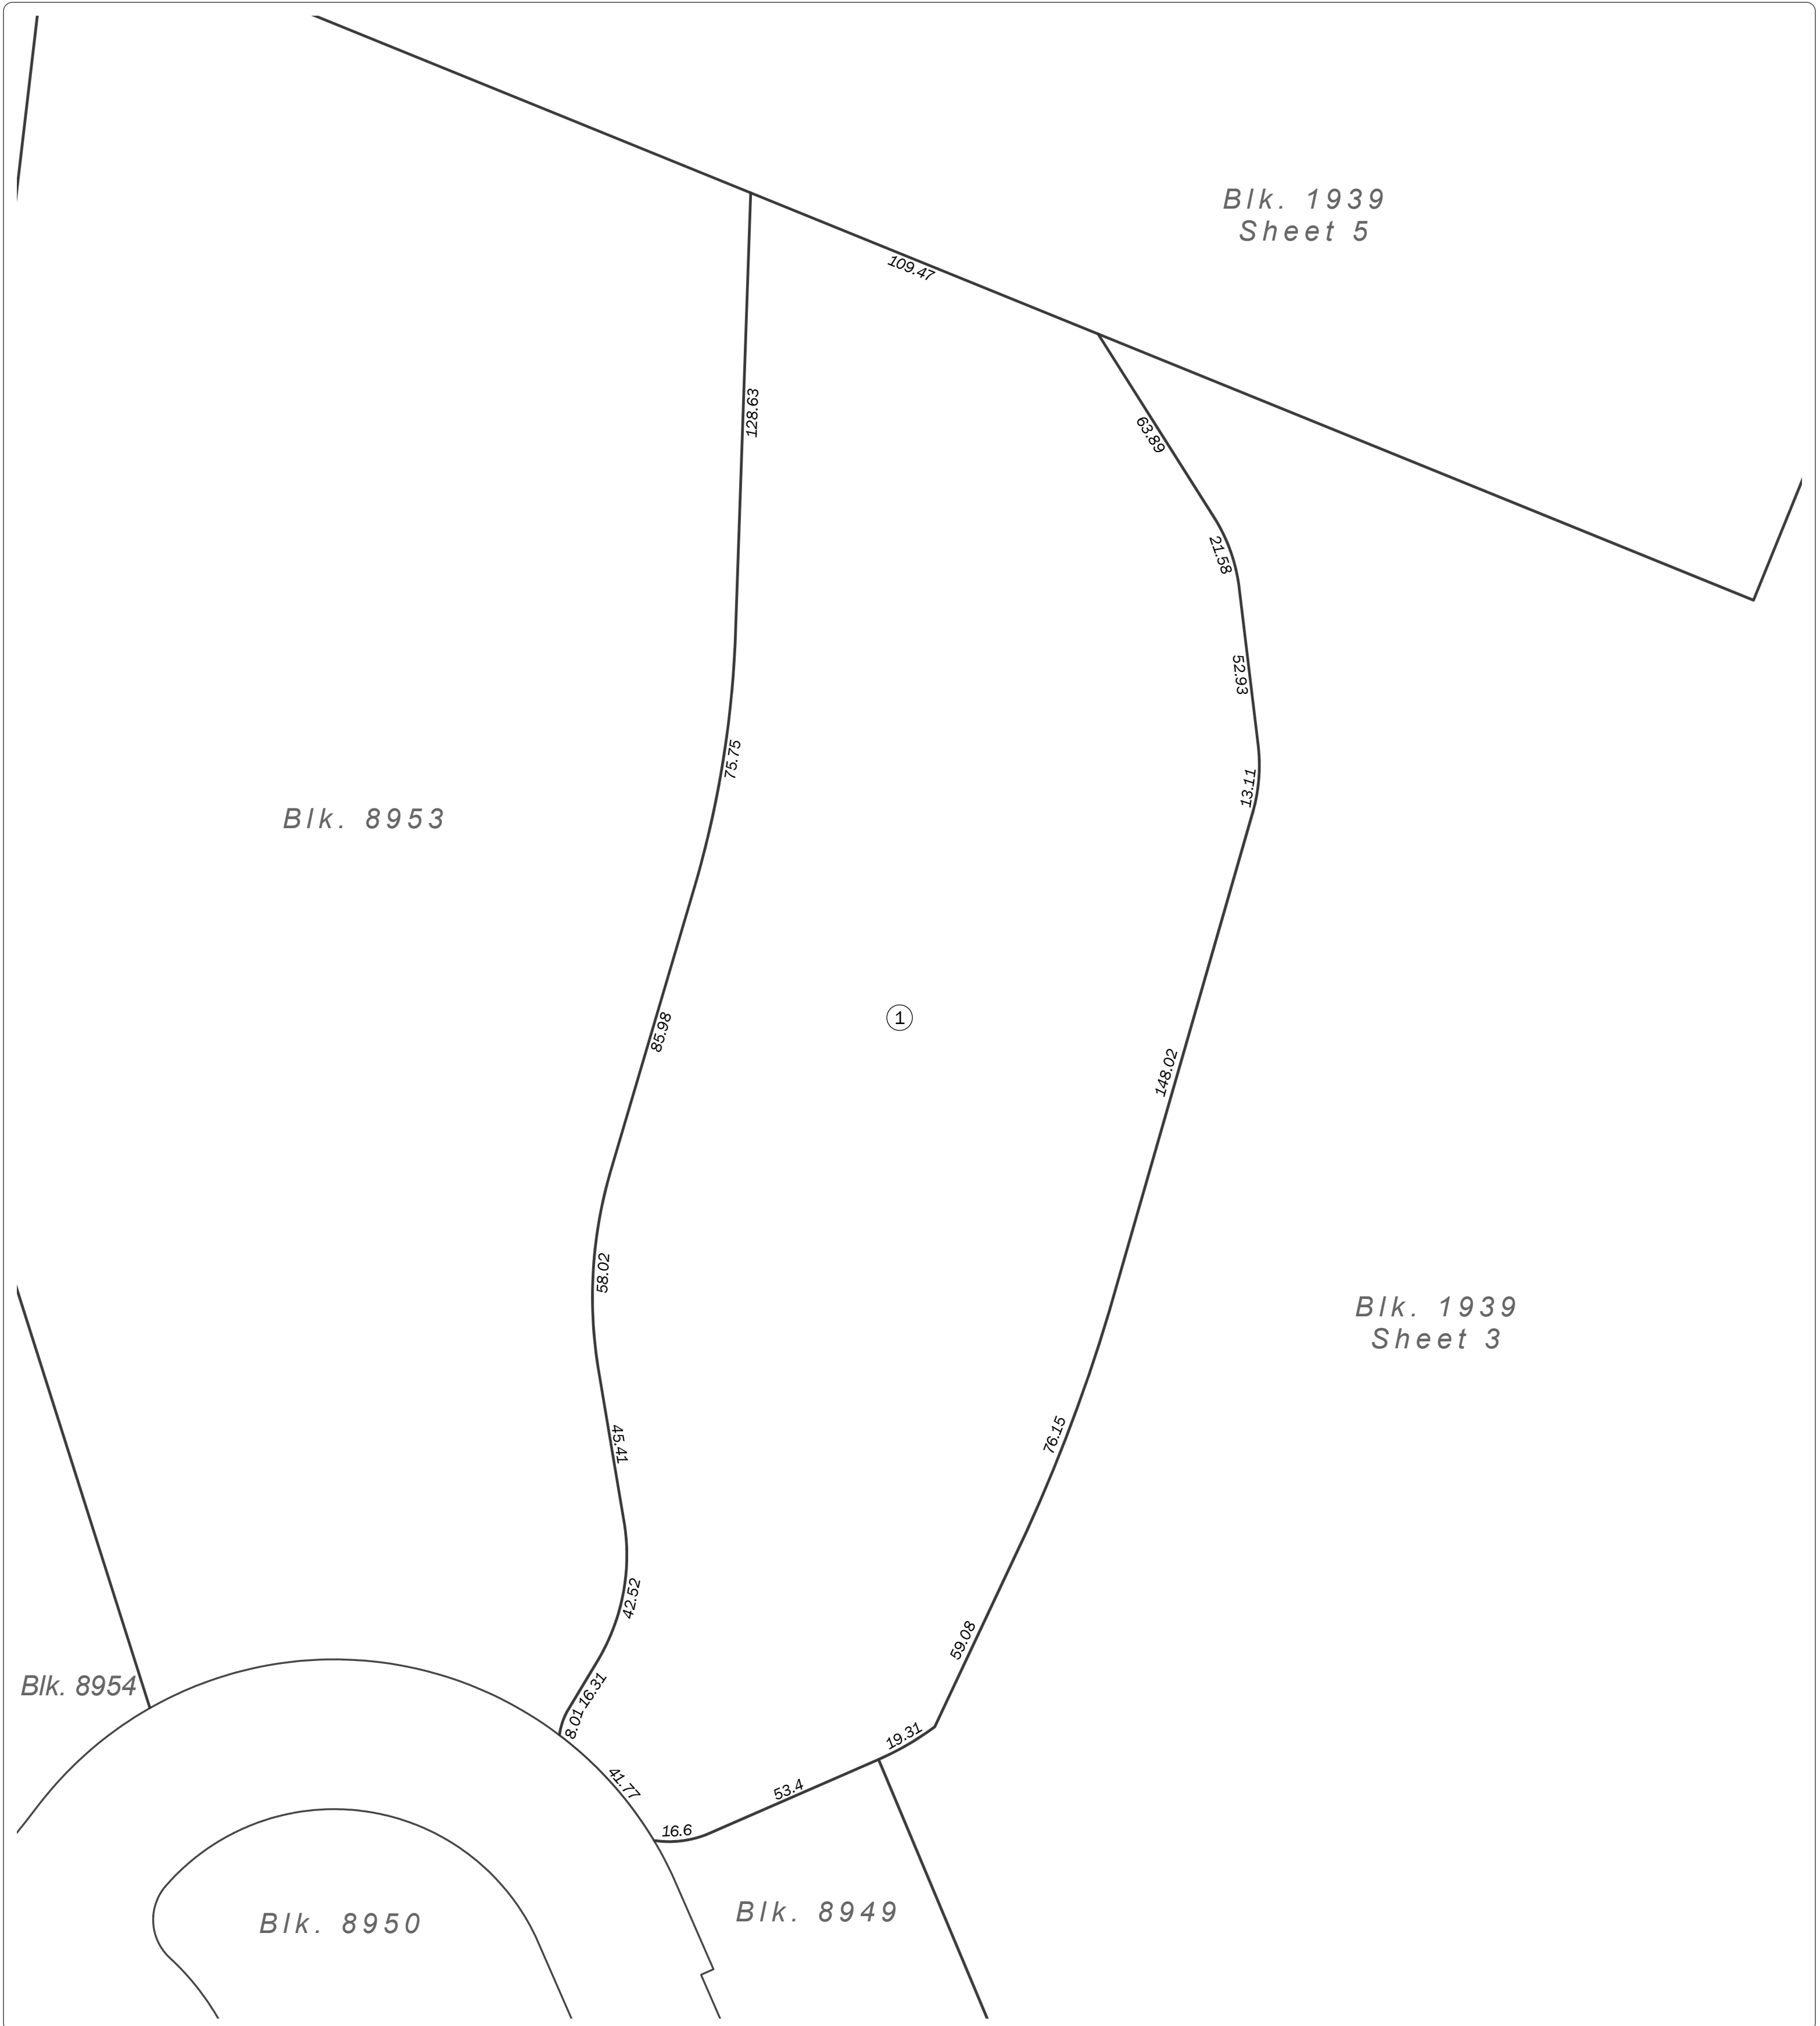 Blk. 1939
Sheet 5
109.47
128.63
63.89
21.58
52.93
75.75
13.11
Blk. 8953
1
85.98
148.02
58.02
Blk. 1939
Sheet 3
45.41
76.15
42.52
59.08
16.31
8.01
Blk. 8954
19.31
41.77
53.4
16.6
Blk. 8949
Blk. 8950